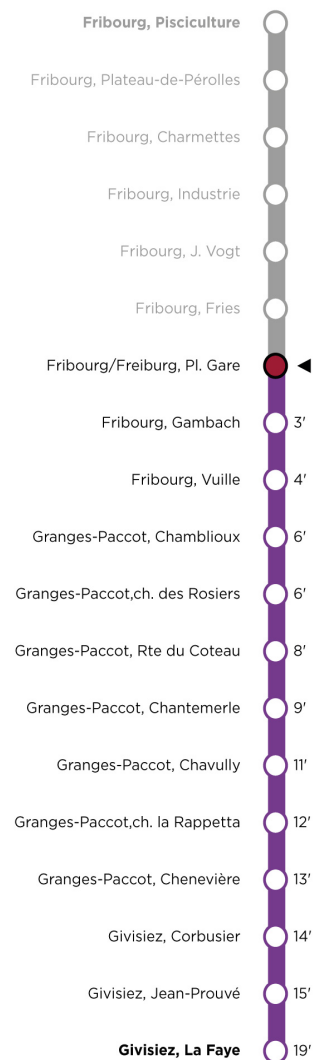 Fribourg, Pisciculture
Fribourg, Plateau-de-Pérolles
Fribourg, Charmettes
Fribourg, Industrie
Fribourg, J. Vogt
Fribourg, Fries
Fribourg/Freiburg, Pl. Gare
Fribourg, Gambach 3'
Fribourg, Vuille 4'
Granges-Paccot, Chamblioux 6'
Granges-Paccot,ch. des Rosiers 6'
Granges-Paccot, Rte du Coteau 8'
Granges-Paccot, Chantemerle 9'
Granges-Paccot, Chavully 11'
Granges-Paccot,ch. la Rappetta 12'
Granges-Paccot, Chenevière 13'
Givisiez, Corbusier 14'
Givisiez, Jean-Prouvé 15'
Givisiez, La Faye 19'